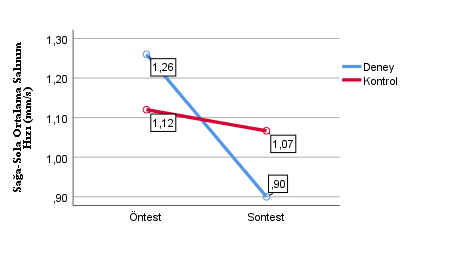 Sağa-Sola Ortalama Salınım
Hızı (mm/s)
1,30
1,20
1,10
1,00
,90
1,26
1,12
1,07
,90
Öntest
Sontest
Deney
Kontrol